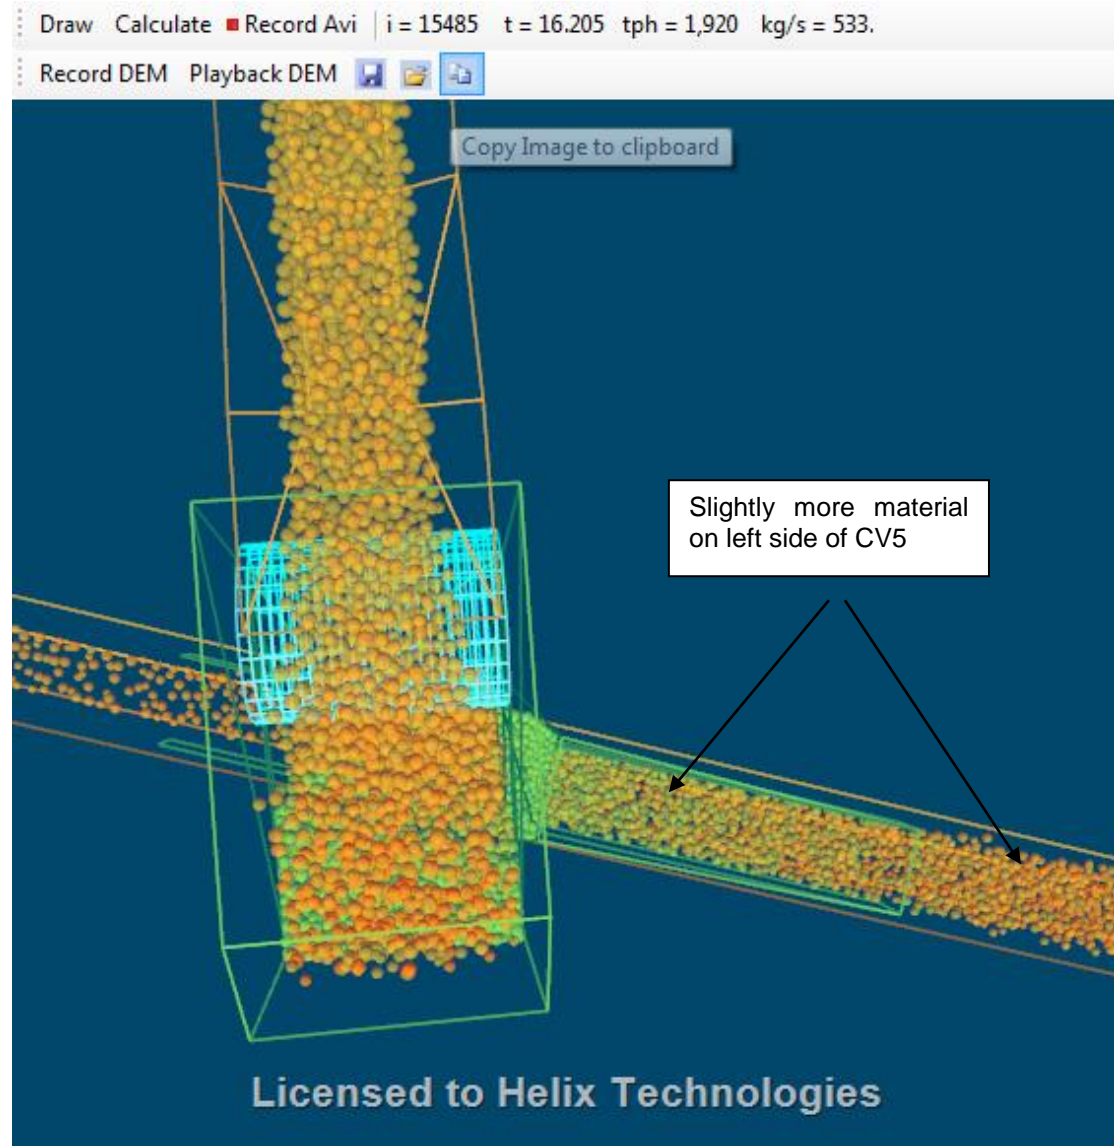 Draw Calculate Record Avi i = 15485 t = 16.205 tph = 1,920 kg/s = 533.
Record DEM Playback DEM
Copy Image to clipboard
Slightly more material
on left side of CV5
Licensed to Helix Technologies